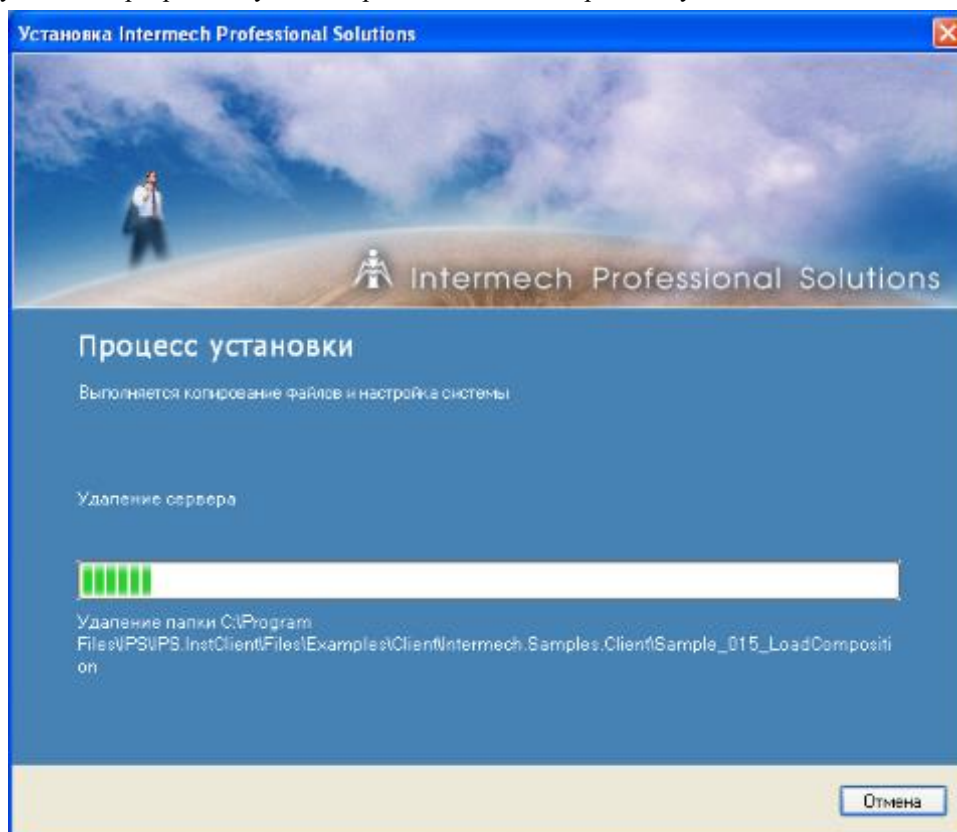 Установка Intermech Professional Solutions
Intermech Professional Solutions
Процесс установки
Выполняется копирование файлов и настройка системы
Удаление сервера
Удаление папки C:\Program
Files\IPS\IPS.InstClient\Files\Examples\Client\Intermech.Samples.Client\Sample_015_LoadCompositi
on
Отмена